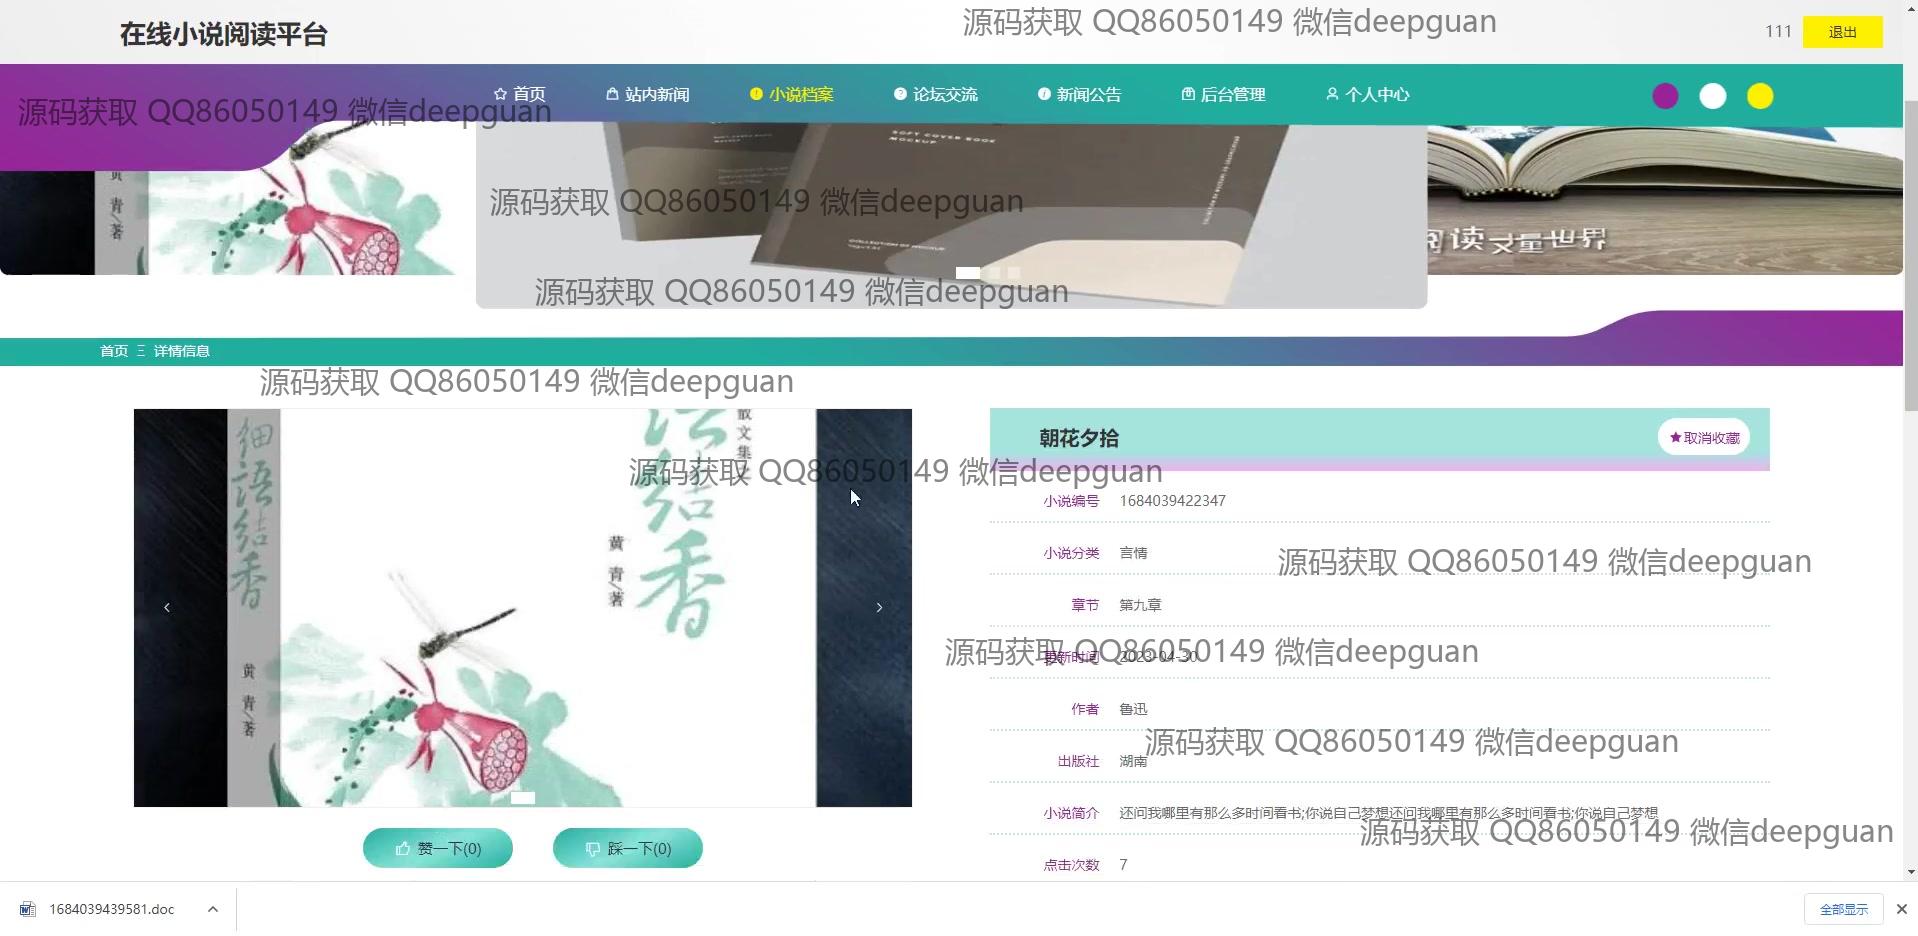 在线小说阅读平台
源码获取 QQ86050149 微信deepguan
111
退出
首页
站内新闻
小说档案
论坛交流
新闻公告
后台管理
个人中心
源码获取 QQ86050149 微信deepguan
SOFT COVER BOOK
MOCKUP
青/著
源码获取 QQ86050149 微信deepguan
阅读丈量世界
源码获取 QQ86050149 微信deepguan
首页 Ξ 详情信息
源码获取 QQ86050149 微信deepguan
散文集
细语结香
语结香
黄青/著
黄青/著
朝花夕拾
取消收藏
源码获取 QQ86050149 微信deepguan
小说编号 1684039422347
小说分类 言情
源码获取 QQ86050149 微信deepguan
章节 第九章
更新时间 2023-04-30
源码获取 QQ86050149 微信deepguan
作者 鲁迅
源码获取 QQ86050149 微信deepguan
出版社 湖南
小说简介 还问我哪里有那么多时间看书;你说自己梦想还问我哪里有那么多时间看书;你说自己梦想
源码获取 QQ86050149 微信deepguan
赞一下(0)
踩一下(0)
点击次数 7
1684039439581.doc
全部显示